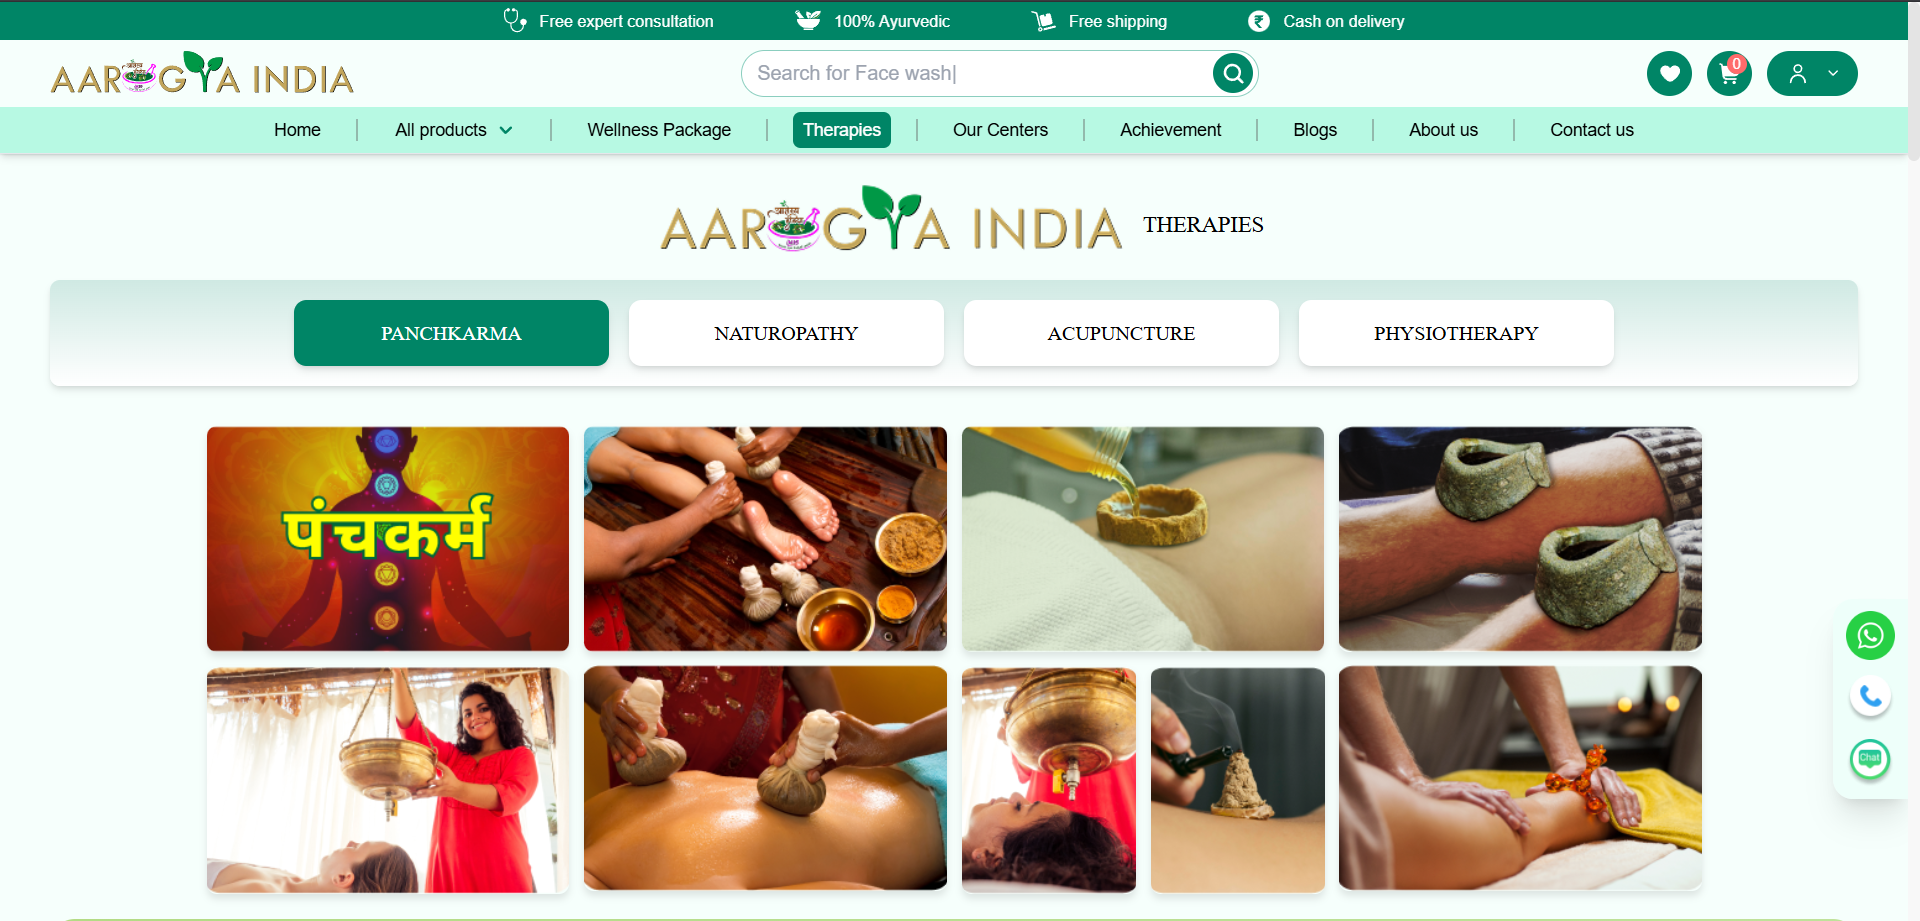 Free expert consultation
100% Ayurvedic
Free shipping
Cash on delivery
AAROGYA INDIA
Search for Face wash|
0
Home
All products
Wellness Package
Therapies
Our Centers
Achievement
Blogs
About us
Contact us
AAROGYA INDIA
THERAPIES
PANCHKARMA
NATUROPATHY
ACUPUNCTURE
PHYSIOTHERAPY
पंचकर्म
Chat